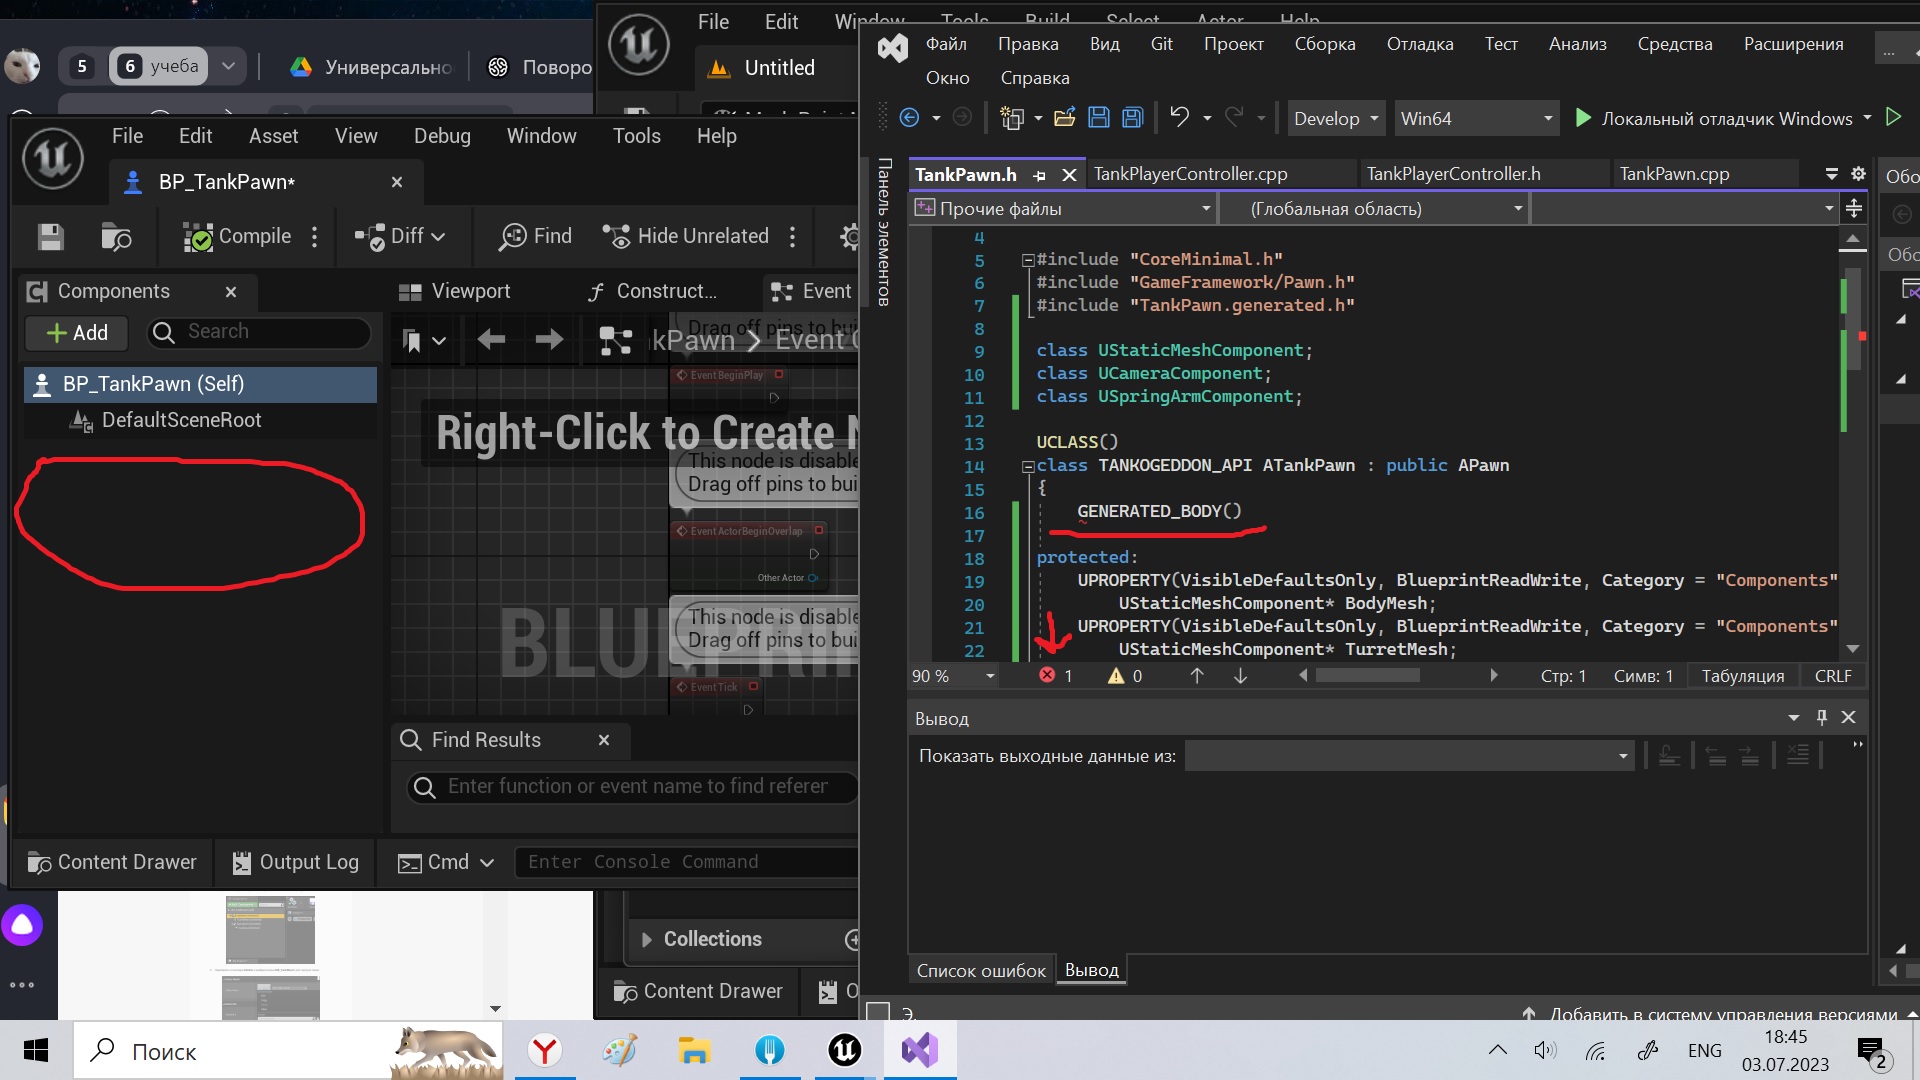 File Edit Window Tools Build Select Actor Help
5 6 учеба
Универсально
Поворо
Untitled
Файл Правка Вид Git Проект Сборка Отладка Тест Анализ Средства Расширения
Окно Справка
Develop Win64 Локальный отладчик Windows
File Edit Asset View Debug Window Tools Help
BP_TankPawn*
Compile Diff Find Hide Unrelated
Components
Viewport Construct... Event
Add Search
BP_TankPawn (Self)
DefaultSceneRoot
kPawn > Event
Drag off pins to bui
Event BeginPlay
Right-Click to Create N
This node is disable
Drag off pins to bui
Event ActorBeginOverlap
Other Actor
This node is disable
Drag off pins to bui
BLUEPRI
Event Tick
Find Results
Enter function or event name to find referer
Content Drawer Output Log Cmd Enter Console Command
Collections
Content Drawer
Панель элементов
TankPawn.h TankPlayerController.cpp TankPlayerController.h TankPawn.cpp
Обо
Прочие файлы (Глобальная область)
Обо
4
5 #include "CoreMinimal.h"
6 #include "GameFramework/Pawn.h"
7 #include "TankPawn.generated.h"
8
9 class UStaticMeshComponent;
10 class UCameraComponent;
11 class USpringArmComponent;
12
13 UCLASS()
14 class TANKOGEDDON_API ATankPawn : public APawn
15 {
16 GENERATED_BODY()
17
18 protected:
19 UPROPERTY(VisibleDefaultsOnly, BlueprintReadWrite, Category = "Components"
20 UStaticMeshComponent* BodyMesh;
21 UPROPERTY(VisibleDefaultsOnly, BlueprintReadWrite, Category = "Components"
22 UStaticMeshComponent* TurretMesh;
90 % 1 0 Стр: 1 Симв: 1 Табуляция CRLF
Вывод
Показать выходные данные из:
Список ошибок Вывод
Э.
Добавить в систему управления версиями
Поиск
ENG
18:45
03.07.2023
2